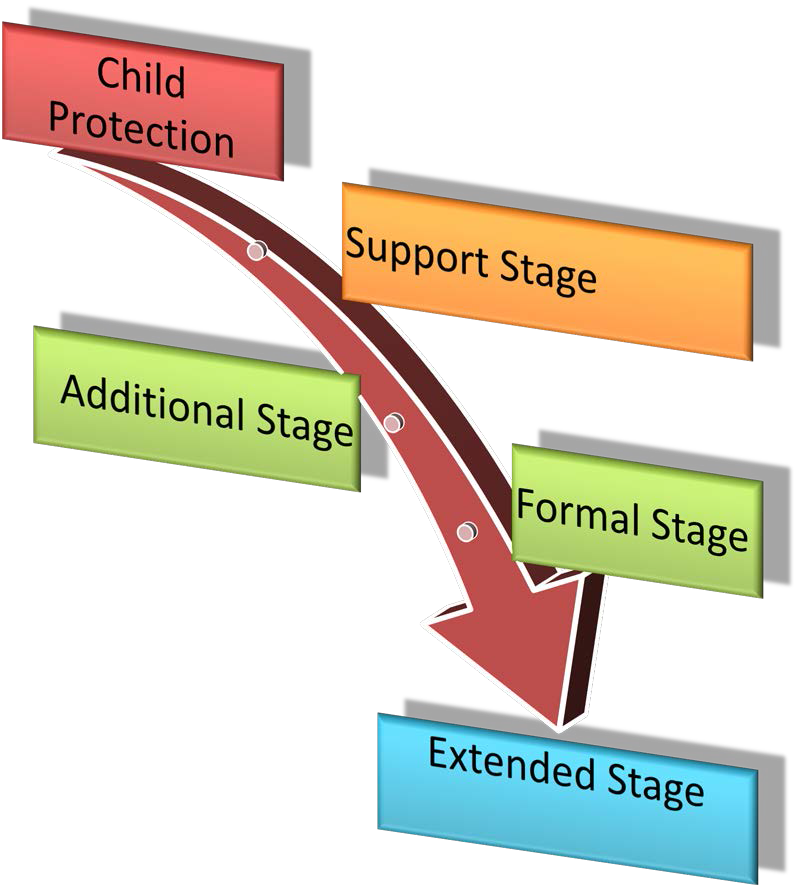 Child
Protection
Support Stage
Additional Stage
Formal Stage
Extended Stage